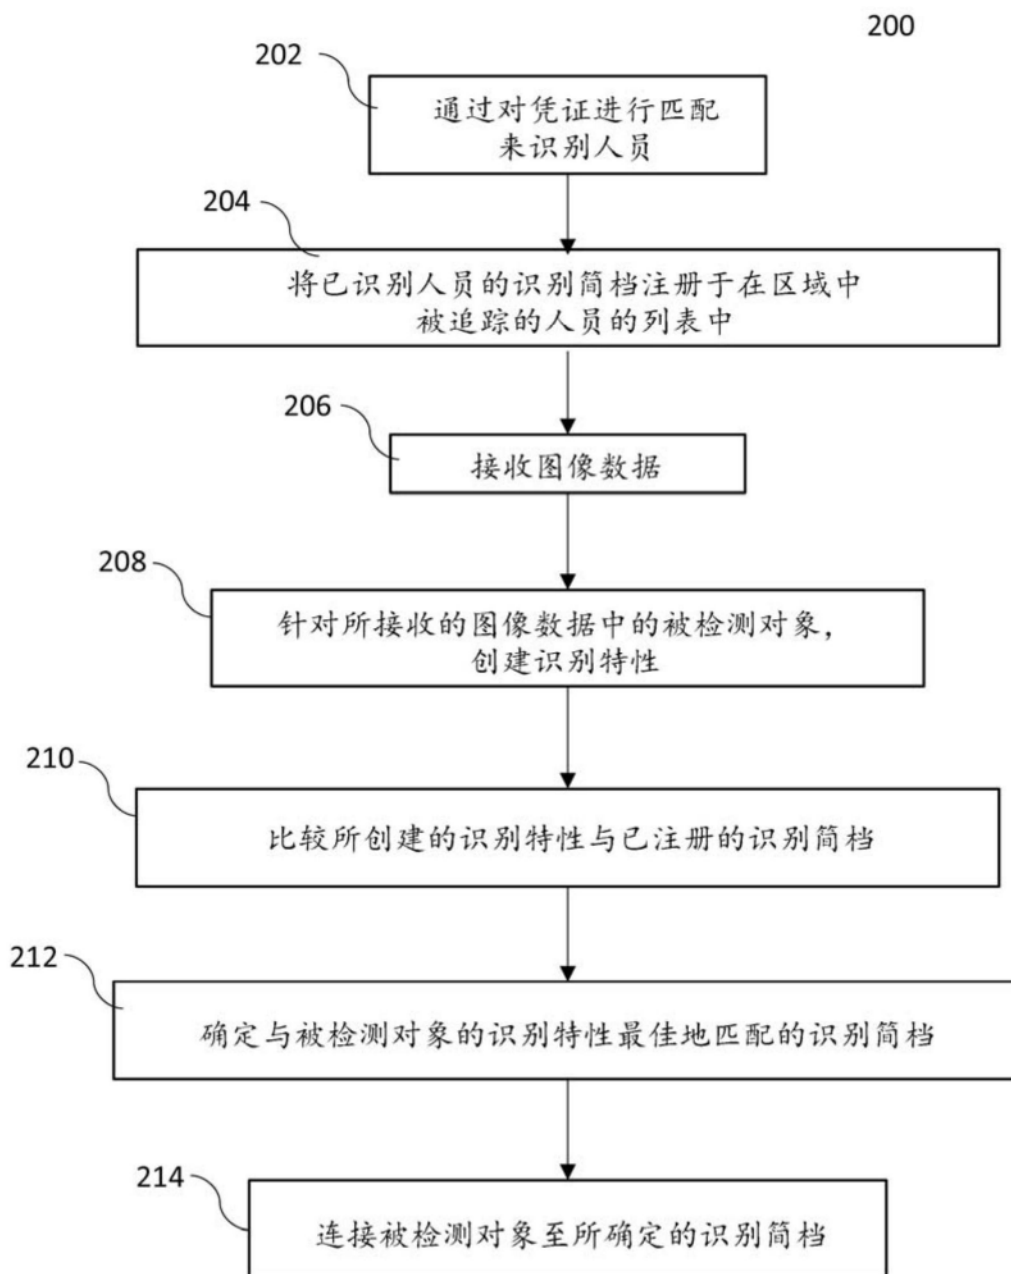 200
202
通过对凭证进行匹配
来识别人员
204
将已识别人员的识别简档注册于在区域中
被追踪的人员的列表中
206
接收图像数据
208
针对所接收的图像数据中的被检测对象，
创建识别特性
210
比较所创建的识别特性与已注册的识别简档
212
确定与被检测对象的识别特性最佳地匹配的识别简档
214
连接被检测对象至所确定的识别简档